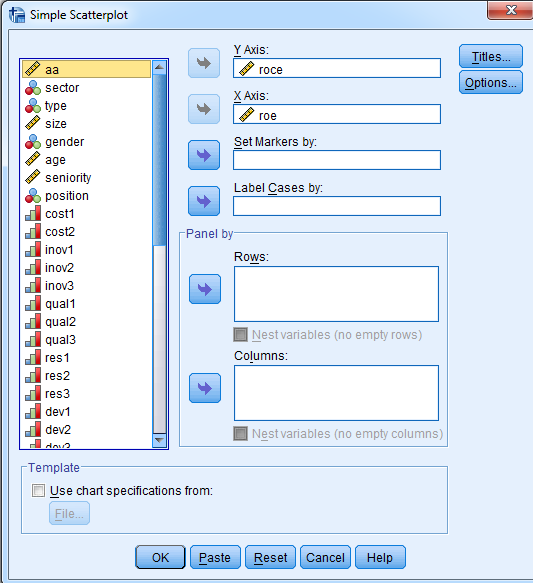 Simple Scatterplot
aa
sector
type
size
gender
age
seniority
position
cost1
cost2
inov1
inov2
inov3
qual1
qual2
qual3
res1
res2
res3
dev1
dev2
dev3
Y Axis:
roce
X Axis:
roe
Set Markers by:
Label Cases by:
Panel by
Rows:
Nest variables (no empty rows)
Columns:
Nest variables (no empty columns)
Titles...
Options...
Template
Use chart specifications from:
File...
OK Paste Reset Cancel Help